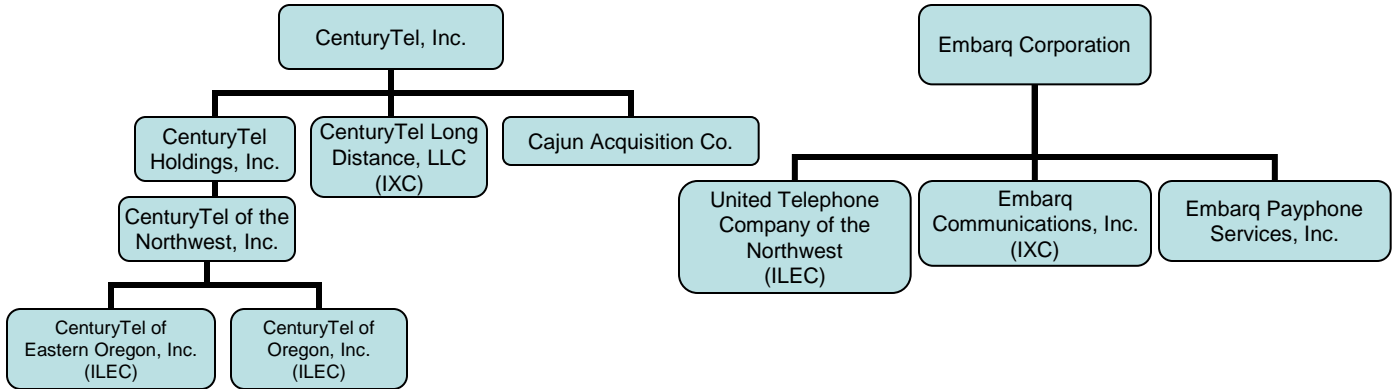 CenturyTel, Inc.
CenturyTel
Holdings, Inc.
CenturyTel Long
Distance, LLC
(IXC)
Cajun Acquisition Co.
CenturyTel of the
Northwest, Inc.
CenturyTel of
Eastern Oregon, Inc.
(ILEC)
CenturyTel of
Oregon, Inc.
(ILEC)
Embarq Corporation
United Telephone
Company of the
Northwest
(ILEC)
Embarq
Communications, Inc.
(IXC)
Embarq Payphone
Services, Inc.